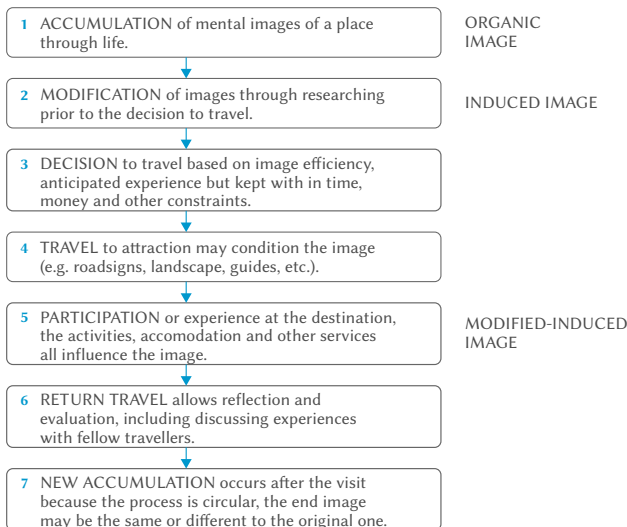 1 ACCUMULATION of mental images of a place
through life.
ORGANIC
IMAGE
2 MODIFICATION of images through researching
prior to the decision to travel.
INDUCED IMAGE
3 DECISION to travel based on image efficiency,
anticipated experience but kept with in time,
money and other constraints.
4 TRAVEL to attraction may condition the image
(e.g. roadsigns, landscape, guides, etc.).
5 PARTICIPATION or experience at the destination,
the activities, accomodation and other services
all influence the image.
MODIFIED-INDUCED
IMAGE
6 RETURN TRAVEL allows reflection and
evaluation, including discussing experiences
with fellow travellers.
7 NEW ACCUMULATION occurs after the visit
because the process is circular, the end image
may be the same or different to the original one.